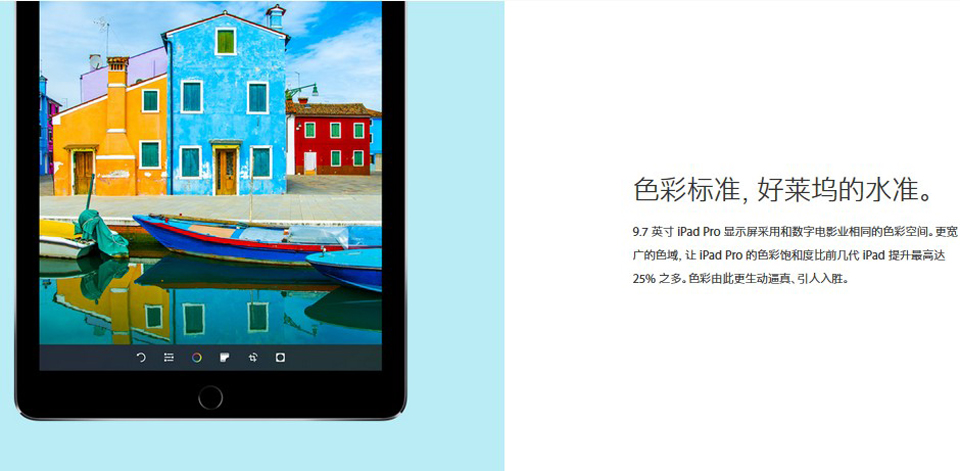 色彩标准，好莱坞的水准。
9.7 英寸 iPad Pro 显示屏采用和数字电影业相同的色彩空间。更宽
广的色域，让 iPad Pro 的色彩饱和度比前几代 iPad 提升最高达
25% 之多。色彩由此更生动逼真、引人入胜。